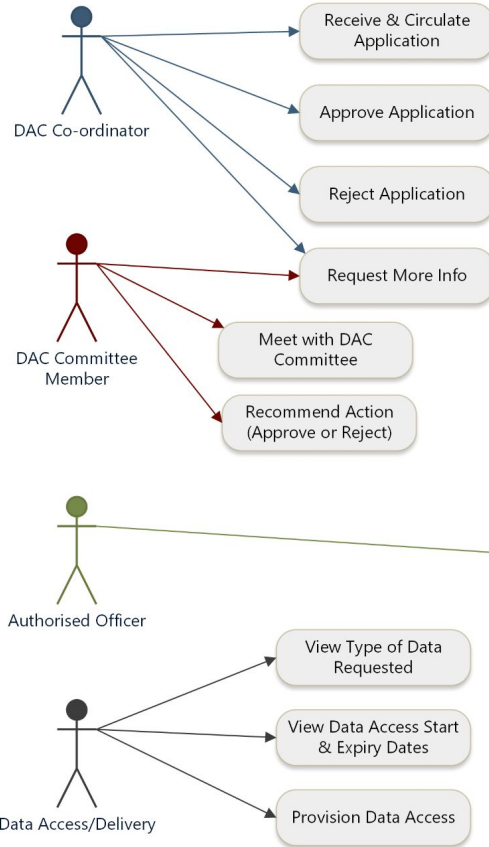 Receive & Circulate
Application
DAC Co-ordinator
Approve Application
Reject Application
Request More Info
DAC Committee
Member
Meet with DAC
Committee
Recommend Action
(Approve or Reject)
Authorised Officer
View Type of Data
Requested
View Data Access Start
& Expiry Dates
Data Access/Delivery
Provision Data Access